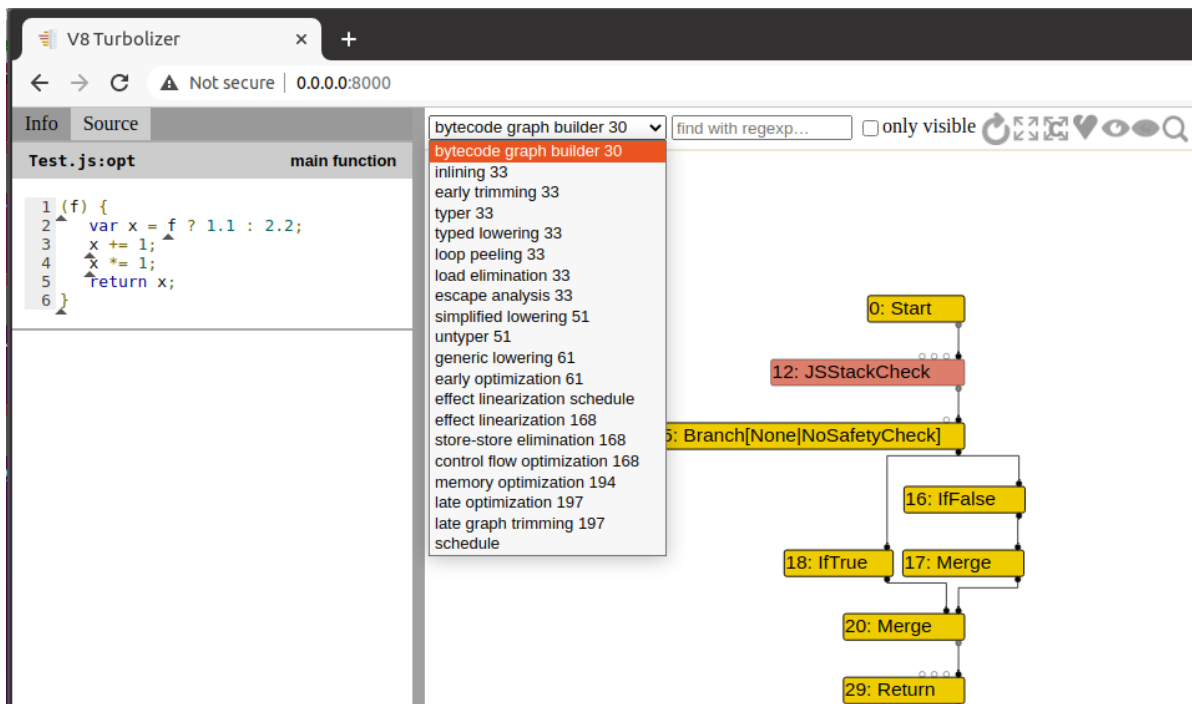 V8 Turbolizer × +
Not secure | 0.0.0.0:8000
Info Source
Test.js:opt main function
1 (f) {
2 var x = f ? 1.1 : 2.2;
3 x += 1;
4 x *= 1;
5 return x;
6 }
bytecode graph builder 30 find with regexp... only visible
bytecode graph builder 30
inlining 33
early trimming 33
typer 33
typed lowering 33
loop peeling 33
load elimination 33
escape analysis 33
simplified lowering 51
untyper 51
generic lowering 61
early optimization 61
effect linearization schedule
effect linearization 168
store-store elimination 168
control flow optimization 168
memory optimization 194
late optimization 197
late graph trimming 197
schedule
0: Start
12: JSStackCheck
5: Branch[None|NoSafetyCheck]
16: IfFalse
18: IfTrue
17: Merge
20: Merge
29: Return